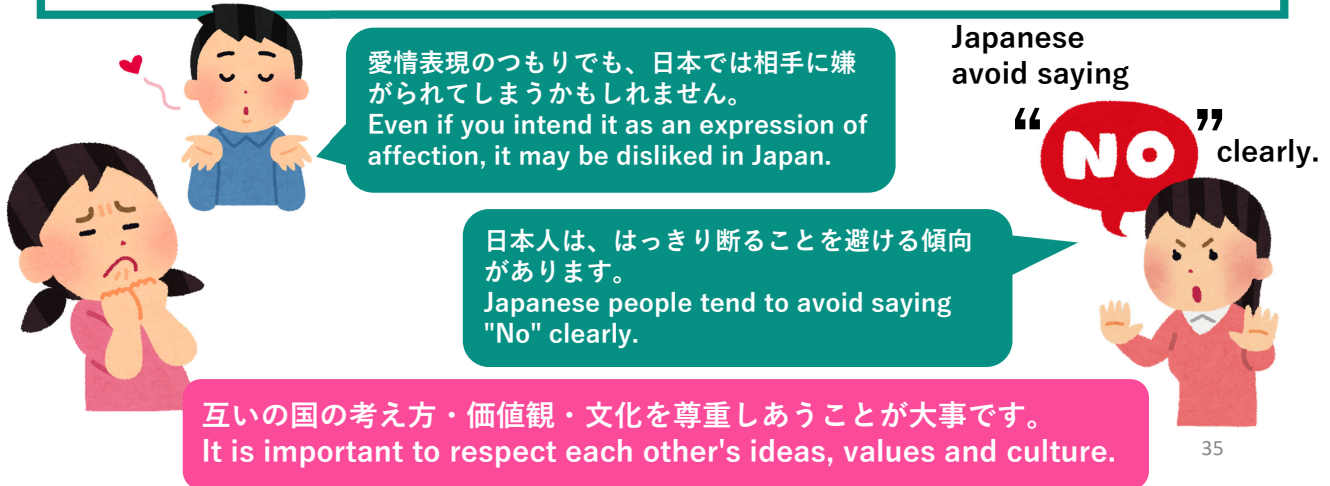 愛情表現のつもりでも、日本では相手に嫌
がられてしまうかもしれません。
Even if you intend it as an expression of
affection, it may be disliked in Japan.
Japanese
avoid saying
“NO”
clearly.
日本人は、はっきり断ることを避ける傾向
があります。
Japanese people tend to avoid saying
"No" clearly.
互いの国の考え方・価値観・文化を尊重しあうことが大事です。
It is important to respect each other's ideas, values and culture.
35